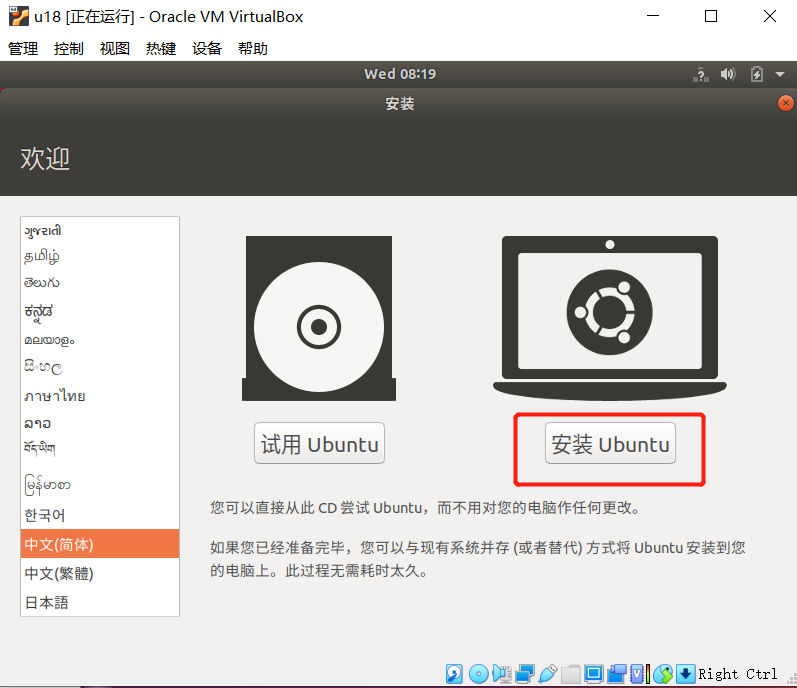 u18 [正在运行] - Oracle VM VirtualBox
管理 控制 视图 热键 设备 帮助
Wed 08:19
安装
欢迎
ગુજરાતી
தமிழ்
తెలుగు
ಕನ್ನಡ
മലയാളം
සිංහල
ภาษาไทย
ລາວ
བོད་ཡིག
မြန်မာစာ
한국어
中文(简体)
中文(繁體)
日本語
试用 Ubuntu
安装 Ubuntu
您可以直接从此 CD 尝试 Ubuntu，而不用对您的电脑作任何更改。
如果您已经准备完毕，您可以与现有系统并存 (或者替代) 方式将 Ubuntu 安装到您
的电脑上。此过程无需耗时太久。
Right Ctrl